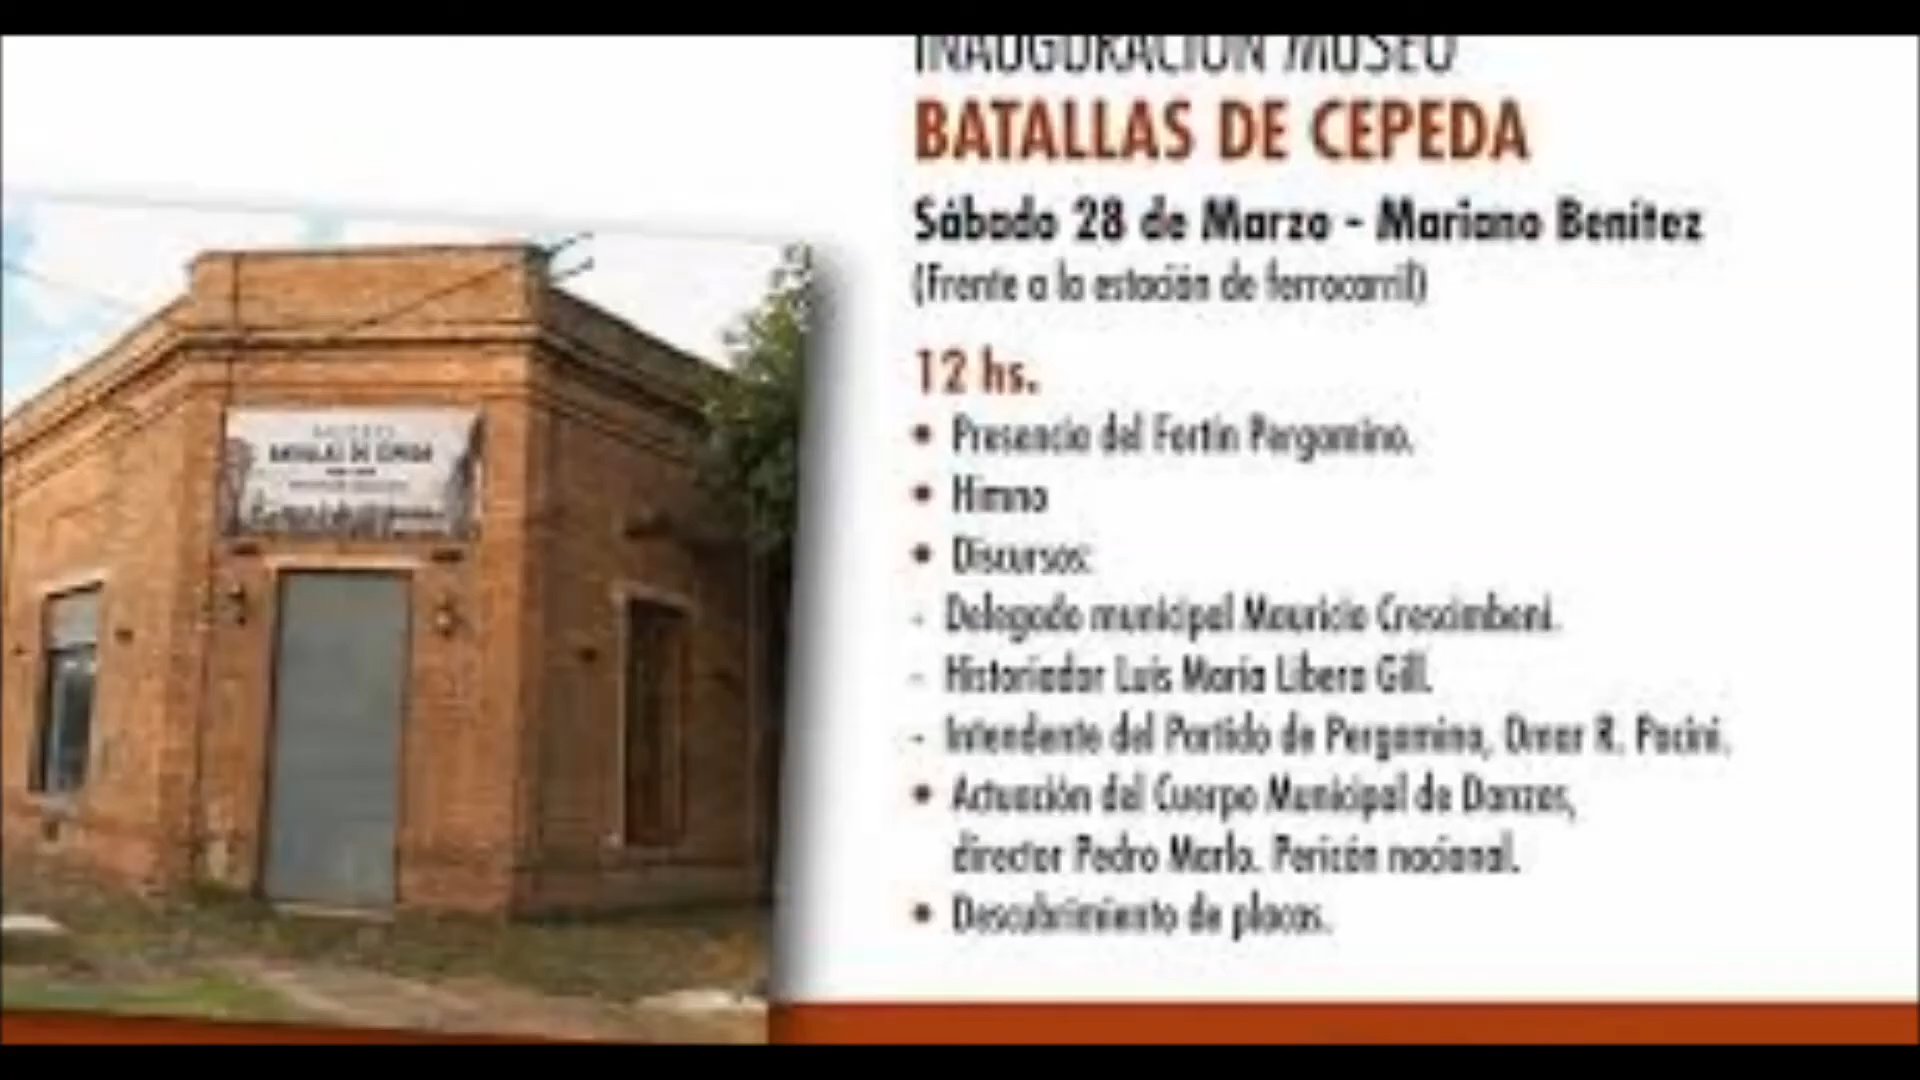 INAUGURACIÓN MUSEO
BATALLAS DE CEPEDA
Sábado 28 de Marzo - Mariano Benítez
(Frente a la estación de ferrocarril)
12 hs.
• Presencia del Fortín Pergamino.
• Himno
• Discursos:
- Delegado municipal Mauricio Crescimbeni.
- Historiador Luis María Libera Gill.
- Intendente del Partido de Pergamino, Omar R. Pacini.
• Actuación del Cuerpo Municipal de Danzas,
director Pedro Marlo. Pericón nacional.
• Descubrimiento de placas.
BATALLAS DE CEPEDA